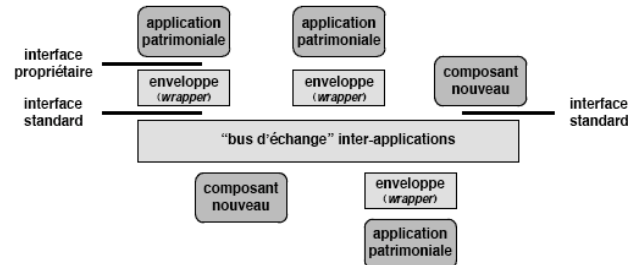 application
patrimoniale
application
patrimoniale
interface
propriétaire
enveloppe
(wrapper)
enveloppe
(wrapper)
composant
nouveau
interface
standard
interface
standard
“bus d’échange” inter-applications
composant
nouveau
enveloppe
(wrapper)
application
patrimoniale